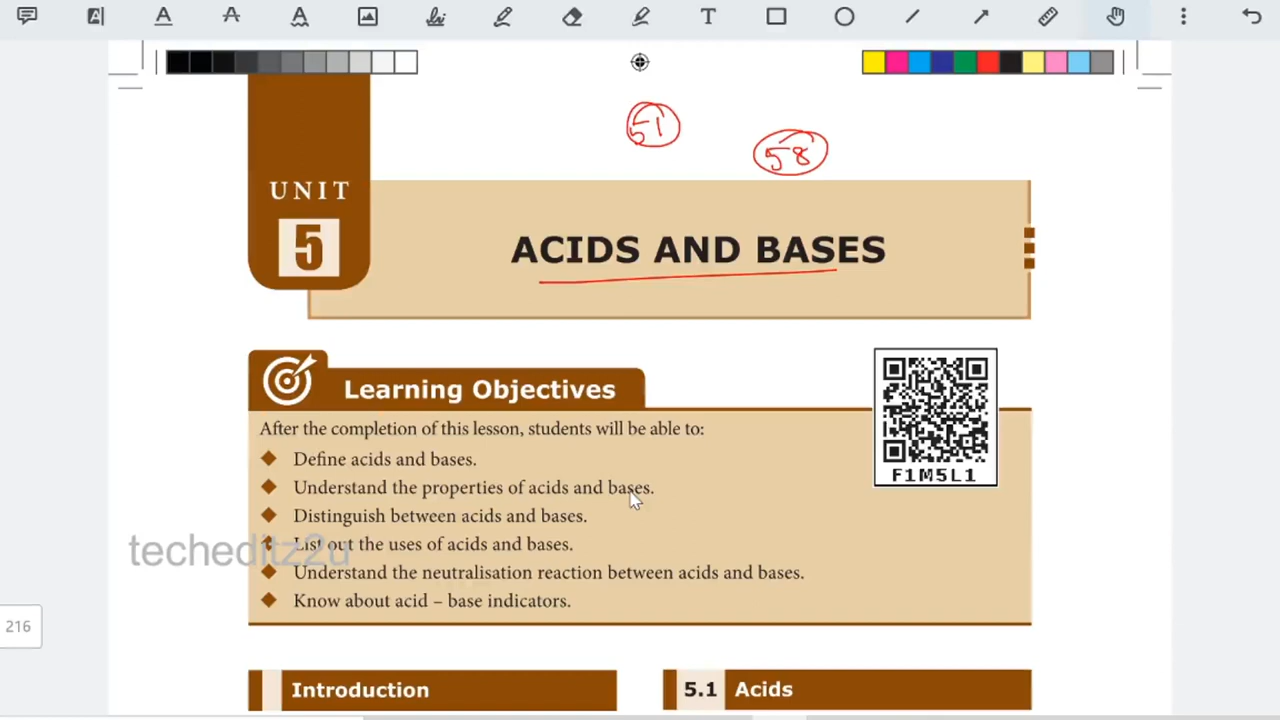 51
58
UNIT
5
ACIDS AND BASES
Learning Objectives
After the completion of this lesson, students will be able to:
Define acids and bases.
Understand the properties of acids and bases.
Distinguish between acids and bases.
List out the uses of acids and bases.
Understand the neutralisation reaction between acids and bases.
Know about acid – base indicators.
F1M5L1
techeditz2u
216
Introduction
5.1 Acids